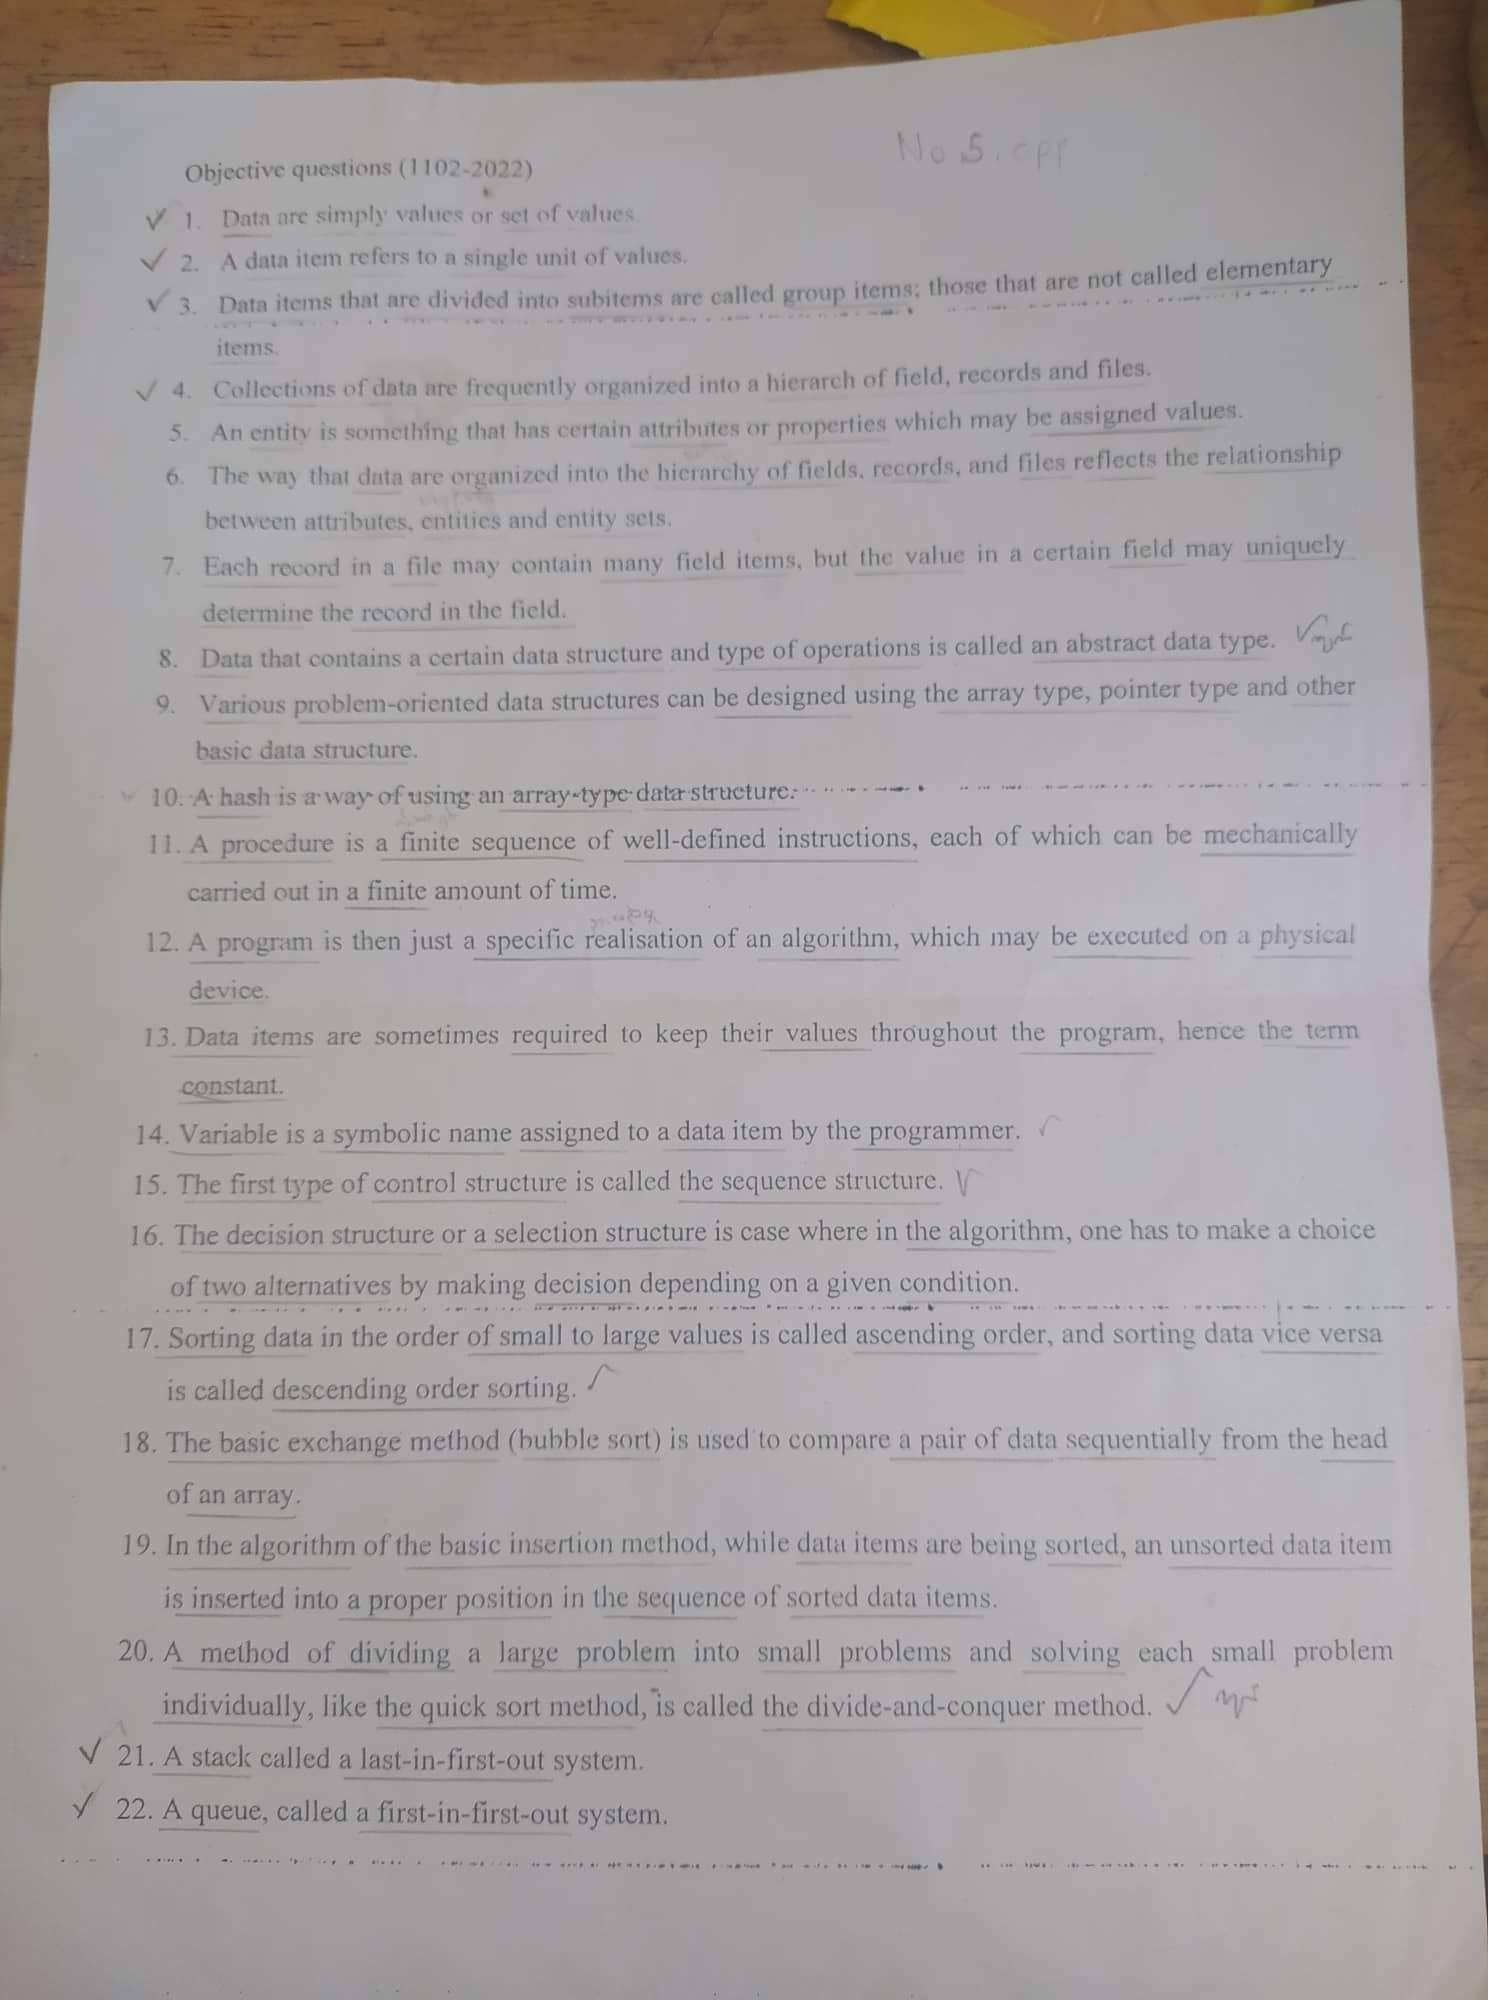 No 5. cpp
Objective questions (1102-2022)
1. Data are simply values or set of values.
2. A data item refers to a single unit of values.
3. Data items that are divided into subitems are called group items; those that are not called elementary
items.
4. Collections of data are frequently organized into a hierarch of field, records and files.
5. An entity is something that has certain attributes or properties which may be assigned values.
6. The way that data are organized into the hierarchy of fields, records, and files reflects the relationship
between attributes, entities and entity sets.
7. Each record in a file may contain many field items, but the value in a certain field may uniquely
determine the record in the field.
8. Data that contains a certain data structure and type of operations is called an abstract data type.
9. Various problem-oriented data structures can be designed using the array type, pointer type and other
basic data structure.
10. A hash is a way of using an array-type data structure.
11. A procedure is a finite sequence of well-defined instructions, each of which can be mechanically
carried out in a finite amount of time.
12. A program is then just a specific realisation of an algorithm, which may be executed on a physical
device.
13. Data items are sometimes required to keep their values throughout the program, hence the term
constant.
14. Variable is a symbolic name assigned to a data item by the programmer.
15. The first type of control structure is called the sequence structure.
16. The decision structure or a selection structure is case where in the algorithm, one has to make a choice
of two alternatives by making decision depending on a given condition.
17. Sorting data in the order of small to large values is called ascending order, and sorting data vice versa
is called descending order sorting.
18. The basic exchange method (bubble sort) is used to compare a pair of data sequentially from the head
of an array.
19. In the algorithm of the basic insertion method, while data items are being sorted, an unsorted data item
is inserted into a proper position in the sequence of sorted data items.
20. A method of dividing a large problem into small problems and solving each small problem
individually, like the quick sort method, is called the divide-and-conquer method.
21. A stack called a last-in-first-out system.
22. A queue, called a first-in-first-out system.